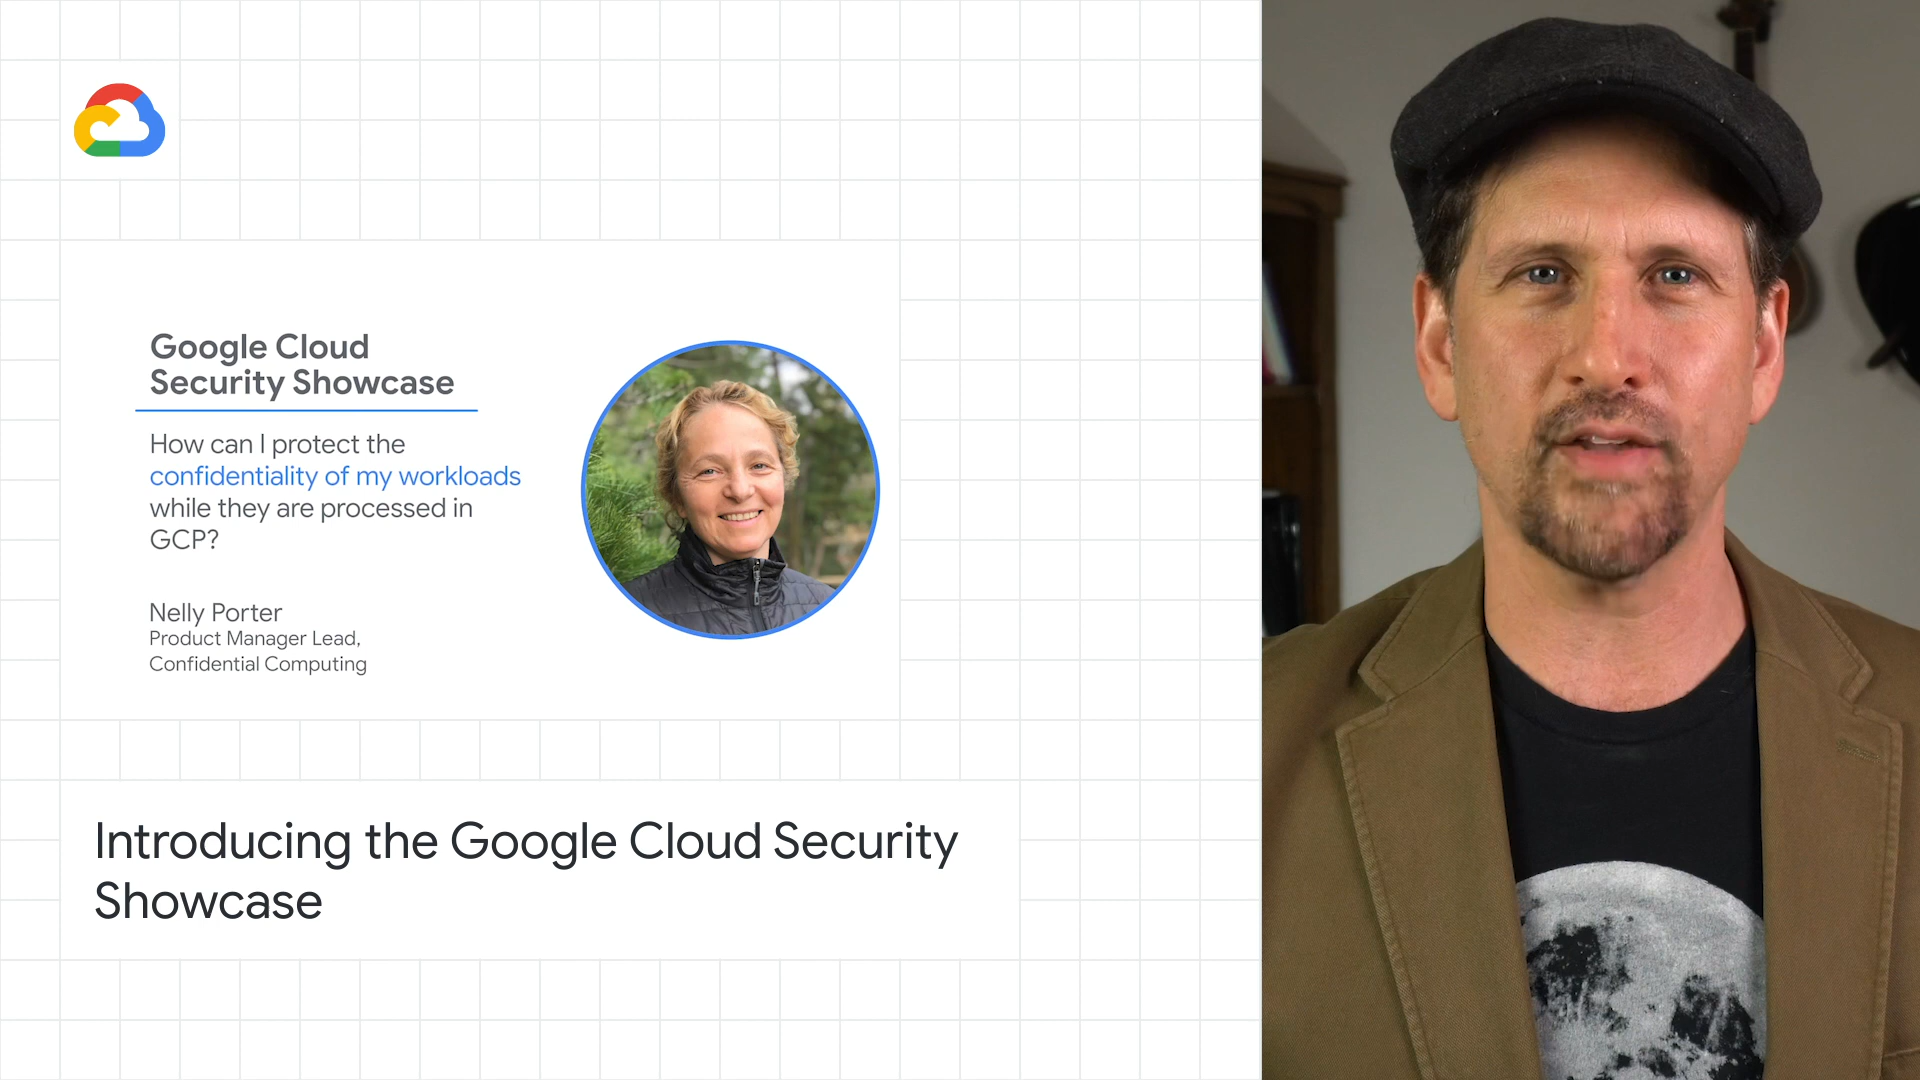 Google Cloud
Security Showcase
How can I protect the
confidentiality of my workloads
while they are processed in
GCP?
Nelly Porter
Product Manager Lead,
Confidential Computing
Introducing the Google Cloud Security
Showcase